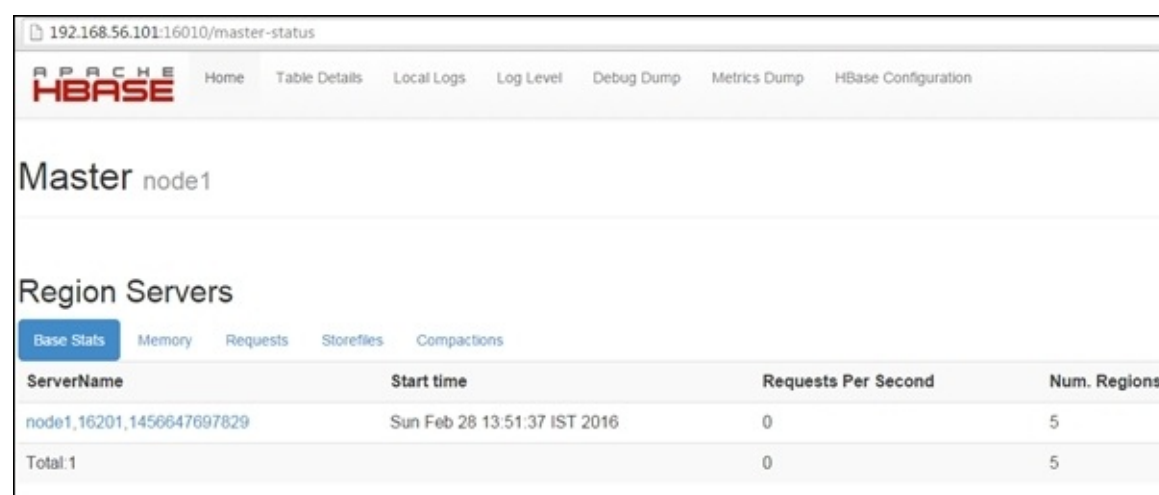 192.168.56.101:16010/master-status
APACHE
HBASE
Home Table Details Local Logs Log Level Debug Dump Metrics Dump HBase Configuration
Master node1
Region Servers
Base Stats Memory Requests Storefiles Compactions
ServerName Start time Requests Per Second Num. Regions
node1,16201,1456647697829 Sun Feb 28 13:51:37 IST 2016 0 5
Total:1 0 5